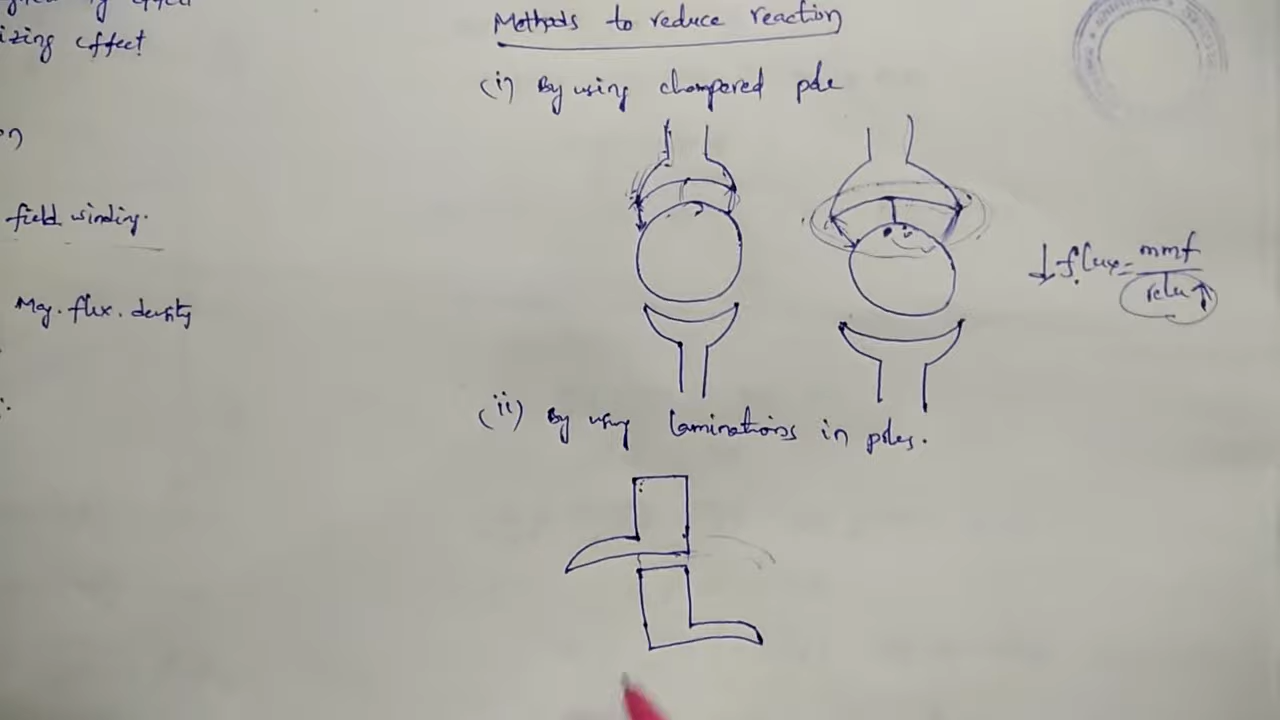 izing effect
field winding.
Mag. flux. density
Methods to reduce reaction
(i) By using champered pole
↓ flux = mmf
relu ↑
(ii) By using laminations in poles.